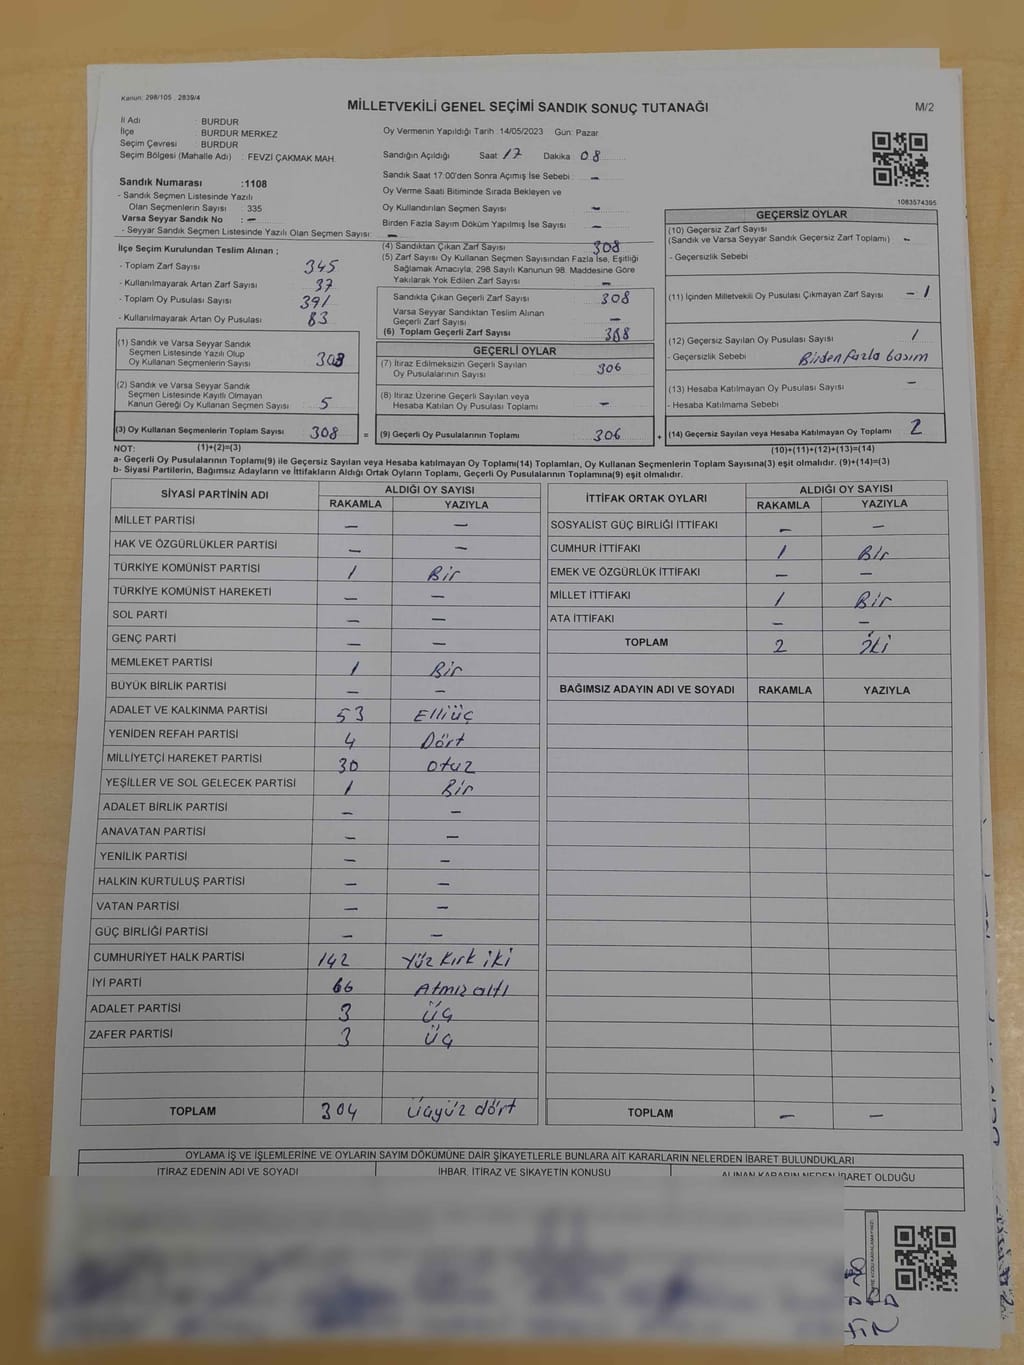 Kanun: 298/105 , 2839/4
MİLLETVEKİLİ GENEL SEÇİMİ SANDIK SONUÇ TUTANAĞI
M/2
İl Adı : BURDUR
İlçe : BURDUR MERKEZ
Seçim Çevresi : BURDUR
Seçim Bölgesi (Mahalle Adı) : FEVZİ ÇAKMAK MAH.
Oy Vermenin Yapıldığı Tarih :14/05/2023 Gün: Pazar
Sandığın Açıldığı Saat 17 Dakika 08
Sandık Saat 17:00'den Sonra Açımış İse Sebebi : –
Oy Verme Saati Bitiminde Sırada Bekleyen ve
Oy Kullandırılan Seçmen Sayısı –
Birden Fazla Sayım Döküm Yapılmış İse Sayısı –
1083574395
Sandık Numarası :1108
- Sandık Seçmen Listesinde Yazılı
Olan Seçmenlerin Sayısı : 335
Varsa Seyyar Sandık No : –
- Seyyar Sandık Seçmen Listesinde Yazılı Olan Seçmen Sayısı: –
İlçe Seçim Kurulundan Teslim Alınan ;
- Toplam Zarf Sayısı 345
- Kullanılmayarak Artan Zarf Sayısı 37
- Toplam Oy Pusulası Sayısı 391
- Kullanılmayarak Artan Oy Pusulası 83
(1) Sandık ve Varsa Seyyar Sandık
Seçmen Listesinde Yazılı Olup
Oy Kullanan Seçmenlerin Sayısı
(2) Sandık ve Varsa Seyyar Sandık
Seçmen Listesinde Kayıtlı Olmayan
Kanun Gereği Oy Kullanan Seçmen Sayısı 5
(3) Oy Kullanan Seçmenlerin Toplam Sayısı 308
(4) Sandıktan Çıkan Zarf Sayısı 308
(5) Zarf Sayısı Oy Kullanan Seçmen Sayısından Fazla İse, Eşitliği
Sağlamak Amacıyla, 298 Sayılı Kanunun 98. Maddesine Göre
Yakılarak Yok Edilen Zarf Sayısı –
Sandıkta Çıkan Geçerli Zarf Sayısı 308
Varsa Seyyar Sandıktan Teslim Alınan
Geçerli Zarf Sayısı –
(6) Toplam Geçerli Zarf Sayısı 308
GEÇERLİ OYLAR
(7) İtiraz Edilmeksizin Geçerli Sayılan
Oy Pusulalarının Sayısı 306
(8) İtiraz Üzerine Geçerli Sayılan veya
Hesaba Katılan Oy Pusulası Toplamı –
= (9) Geçerli Oy Pusulalarının Toplamı 306 +
GEÇERSİZ OYLAR
(10) Geçersiz Zarf Sayısı
(Sandık ve Varsa Seyyar Sandık Geçersiz Zarf Toplamı) –
- Geçersizlik Sebebi
(11) İçinden Milletvekili Oy Pusulası Çıkmayan Zarf Sayısı – 1
(12) Geçersiz Sayılan Oy Pusulası Sayısı 1
- Geçersizlik Sebebi Birden fazla basım
(13) Hesaba Katılmayan Oy Pusulası Sayısı –
- Hesaba Katılmama Sebebi
(14) Geçersiz Sayılan veya Hesaba Katılmayan Oy Toplamı 2
NOT: (1)+(2)=(3) (10)+(11)+(12)+(13)=(14)
a- Geçerli Oy Pusulalarının Toplamı(9) ile Geçersiz Sayılan veya Hesaba katılmayan Oy Toplamı(14) Toplamları, Oy Kullanan Seçmenlerin Toplam Sayısına(3) eşit olmalıdır. (9)+(14)=(3)
b- Siyasi Partilerin, Bağımsız Adayların ve İttifakların Aldığı Ortak Oyların Toplamı, Geçerli Oy Pusulalarının Toplamına(9) eşit olmalıdır.
SİYASİ PARTİNİN ADI ALDIĞI OY SAYISI
RAKAMLA YAZIYLA
MİLLET PARTİSİ – –
HAK VE ÖZGÜRLÜKLER PARTİSİ – –
TÜRKİYE KOMÜNİST PARTİSİ 1 Bir
TÜRKİYE KOMÜNİST HAREKETİ – –
SOL PARTİ – –
GENÇ PARTİ – –
MEMLEKET PARTİSİ 1 Bir
BÜYÜK BİRLİK PARTİSİ – –
ADALET VE KALKINMA PARTİSİ 53 Elliüç
YENİDEN REFAH PARTİSİ 4 Dört
MİLLİYETÇİ HAREKET PARTİSİ 30 Otuz
YEŞİLLER VE SOL GELECEK PARTİSİ 1 Bir
ADALET BİRLİK PARTİSİ – –
ANAVATAN PARTİSİ – –
YENİLİK PARTİSİ – –
HALKIN KURTULUŞ PARTİSİ – –
VATAN PARTİSİ – –
GÜÇ BİRLİĞİ PARTİSİ – –
CUMHURİYET HALK PARTİSİ 142 Yüz kırk iki
İYİ PARTİ 66 Atmış altı
ADALET PARTİSİ 3 Üç
ZAFER PARTİSİ 3 Üç
TOPLAM 304 Üçyüz dört
İTTİFAK ORTAK OYLARI ALDIĞI OY SAYISI
RAKAMLA YAZIYLA
SOSYALİST GÜÇ BİRLİĞİ İTTİFAKI – –
CUMHUR İTTİFAKI 1 Bir
EMEK VE ÖZGÜRLÜK İTTİFAKI – –
MİLLET İTTİFAKI 1 Bir
ATA İTTİFAKI – –
TOPLAM 2 İki
BAĞIMSIZ ADAYIN ADI VE SOYADI RAKAMLA YAZIYLA
TOPLAM – –
OYLAMA İŞ VE İŞLEMLERİNE VE OYLARIN SAYIM DÖKÜMÜNE DAİR ŞİKAYETLERLE BUNLARA AİT KARARLARIN NELERDEN İBARET BULUNDUKLARI
İTİRAZ EDENİN ADI VE SOYADI İHBAR, İTİRAZ VE ŞİKAYETİN KONUSU ALINAN KARARIN NEDEN İBARET OLDUĞU